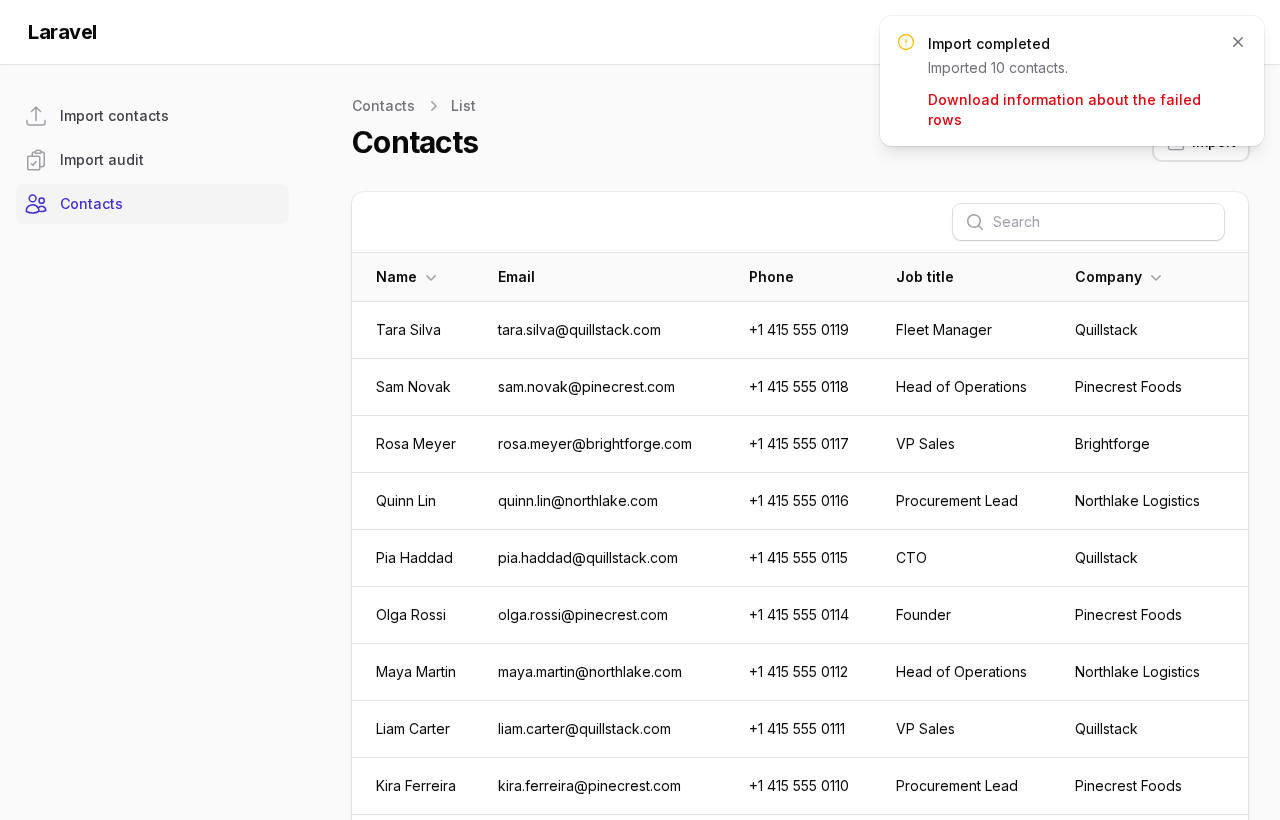 Laravel
Import completed
Imported 10 contacts.
Download information about the failed
rows
Import contacts
Import audit
Contacts
Contacts
List
Contacts
Import
Search
Name
Email
Phone
Job title
Company
Tara Silva
tara.silva@quillstack.com
+1 415 555 0119
Fleet Manager
Quillstack
Sam Novak
sam.novak@pinecrest.com
+1 415 555 0118
Head of Operations
Pinecrest Foods
Rosa Meyer
rosa.meyer@brightforge.com
+1 415 555 0117
VP Sales
Brightforge
Quinn Lin
quinn.lin@northlake.com
+1 415 555 0116
Procurement Lead
Northlake Logistics
Pia Haddad
pia.haddad@quillstack.com
+1 415 555 0115
CTO
Quillstack
Olga Rossi
olga.rossi@pinecrest.com
+1 415 555 0114
Founder
Pinecrest Foods
Maya Martin
maya.martin@northlake.com
+1 415 555 0112
Head of Operations
Northlake Logistics
Liam Carter
liam.carter@quillstack.com
+1 415 555 0111
VP Sales
Quillstack
Kira Ferreira
kira.ferreira@pinecrest.com
+1 415 555 0110
Procurement Lead
Pinecrest Foods